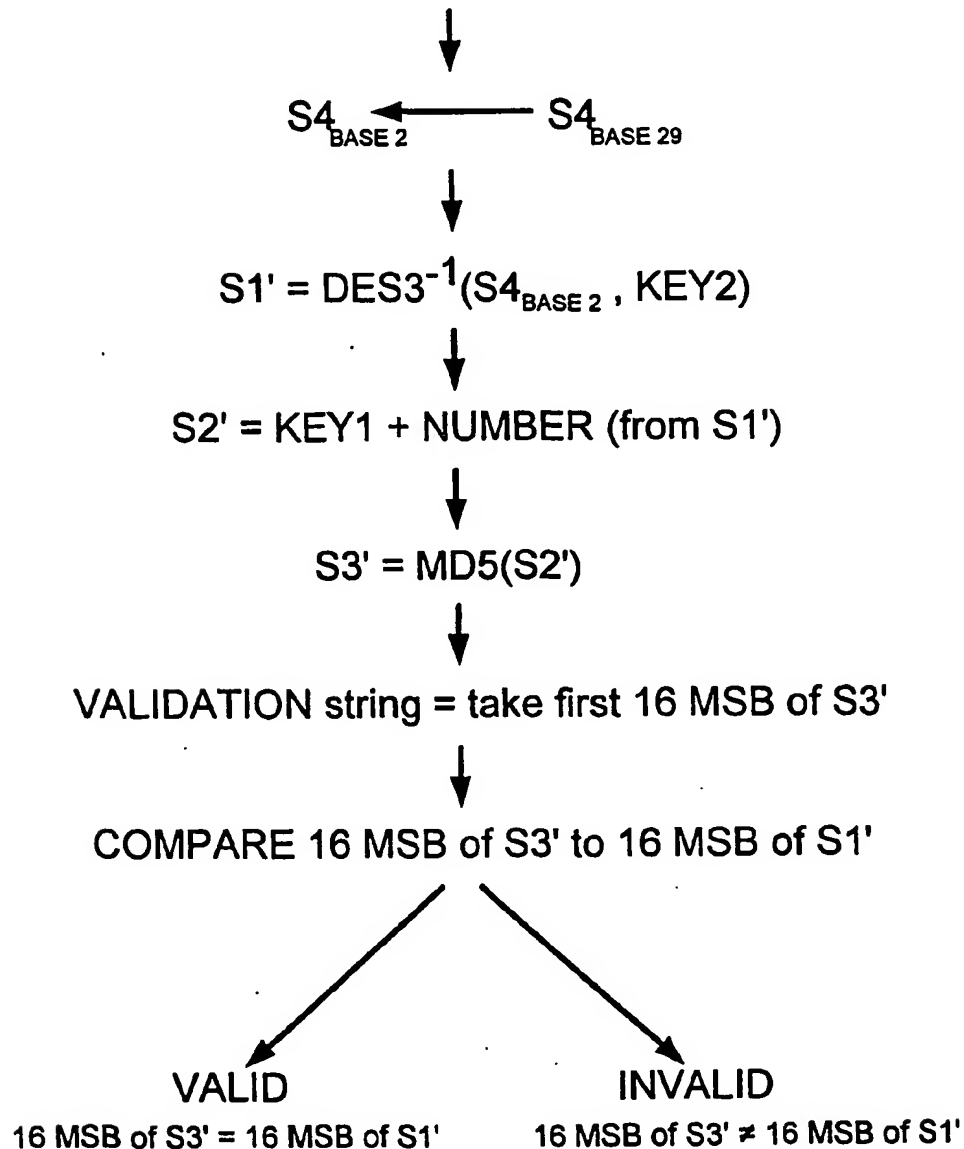 S4BASE 2 ← S4BASE 29
S1' = DES3-1(S4BASE 2 , KEY2)
S2' = KEY1 + NUMBER (from S1')
S3' = MD5(S2')
VALIDATION string = take first 16 MSB of S3'
COMPARE 16 MSB of S3' to 16 MSB of S1'
VALID
16 MSB of S3' = 16 MSB of S1'
INVALID
16 MSB of S3' ≠ 16 MSB of S1'